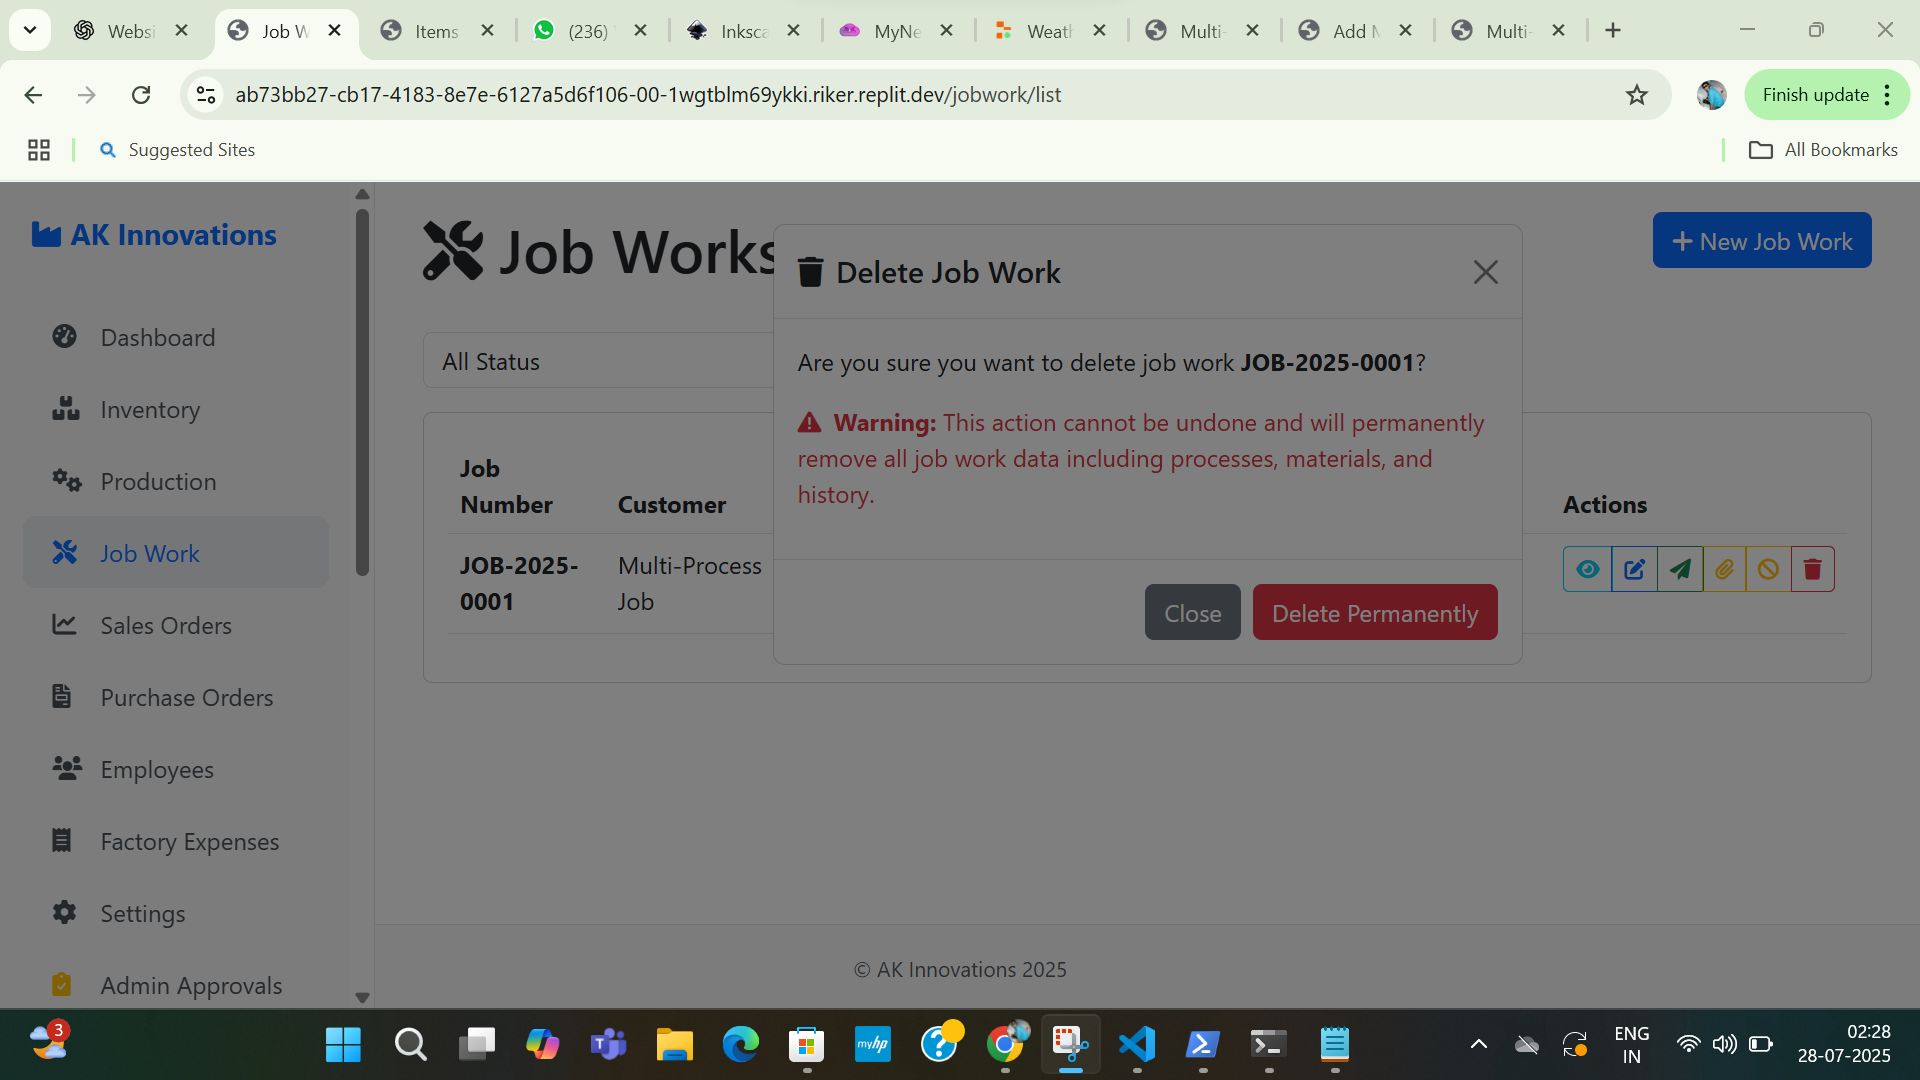 Websi
Job W
Items
(236)
Inksca
MyNe
Weath
Multi-
Add M
Multi-
ab73bb27-cb17-4183-8e7e-6127a5d6f106-00-1wgtblm69ykki.riker.replit.dev/jobwork/list
Finish update
Suggested Sites
All Bookmarks
AK Innovations
Dashboard
Inventory
Production
Job Work
Sales Orders
Purchase Orders
Employees
Factory Expenses
Settings
Admin Approvals
Job Works
New Job Work
All Status
Job Number
Customer
Actions
JOB-2025-0001
Multi-Process Job
Delete Job Work
Are you sure you want to delete job work JOB-2025-0001?
Warning: This action cannot be undone and will permanently
remove all job work data including processes, materials, and
history.
Close
Delete Permanently
© AK Innovations 2025
3
myhp
ENG
IN
02:28
28-07-2025